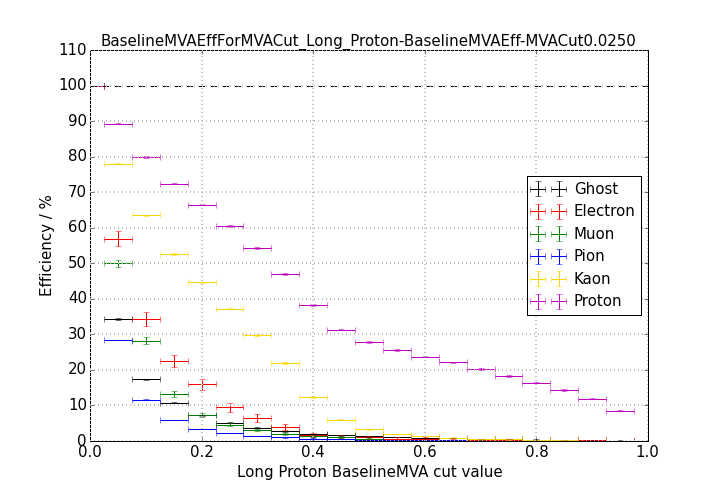 BaselineMVAEffForMVACut_Long_Proton-BaselineMVAEff-MVACut0.0250
110
100
90
80
70
60
50
40
30
20
10
0
Efficiency / %
Ghost
Electron
Muon
Pion
Kaon
Proton
0.0 0.2 0.4 0.6 0.8 1.0
Long Proton BaselineMVA cut value